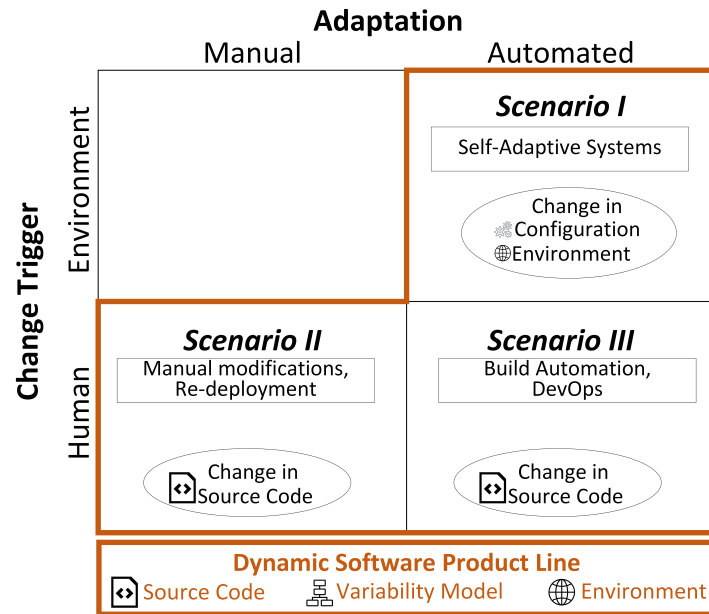 Adaptation
Manual
Automated
Change Trigger
Environment
Human
Scenario I
Self-Adaptive Systems
Change in
Configuration
Environment
Scenario II
Manual modifications,
Re-deployment
Change in
Source Code
Scenario III
Build Automation,
DevOps
Change in
Source Code
Dynamic Software Product Line
Source Code
Variability Model
Environment